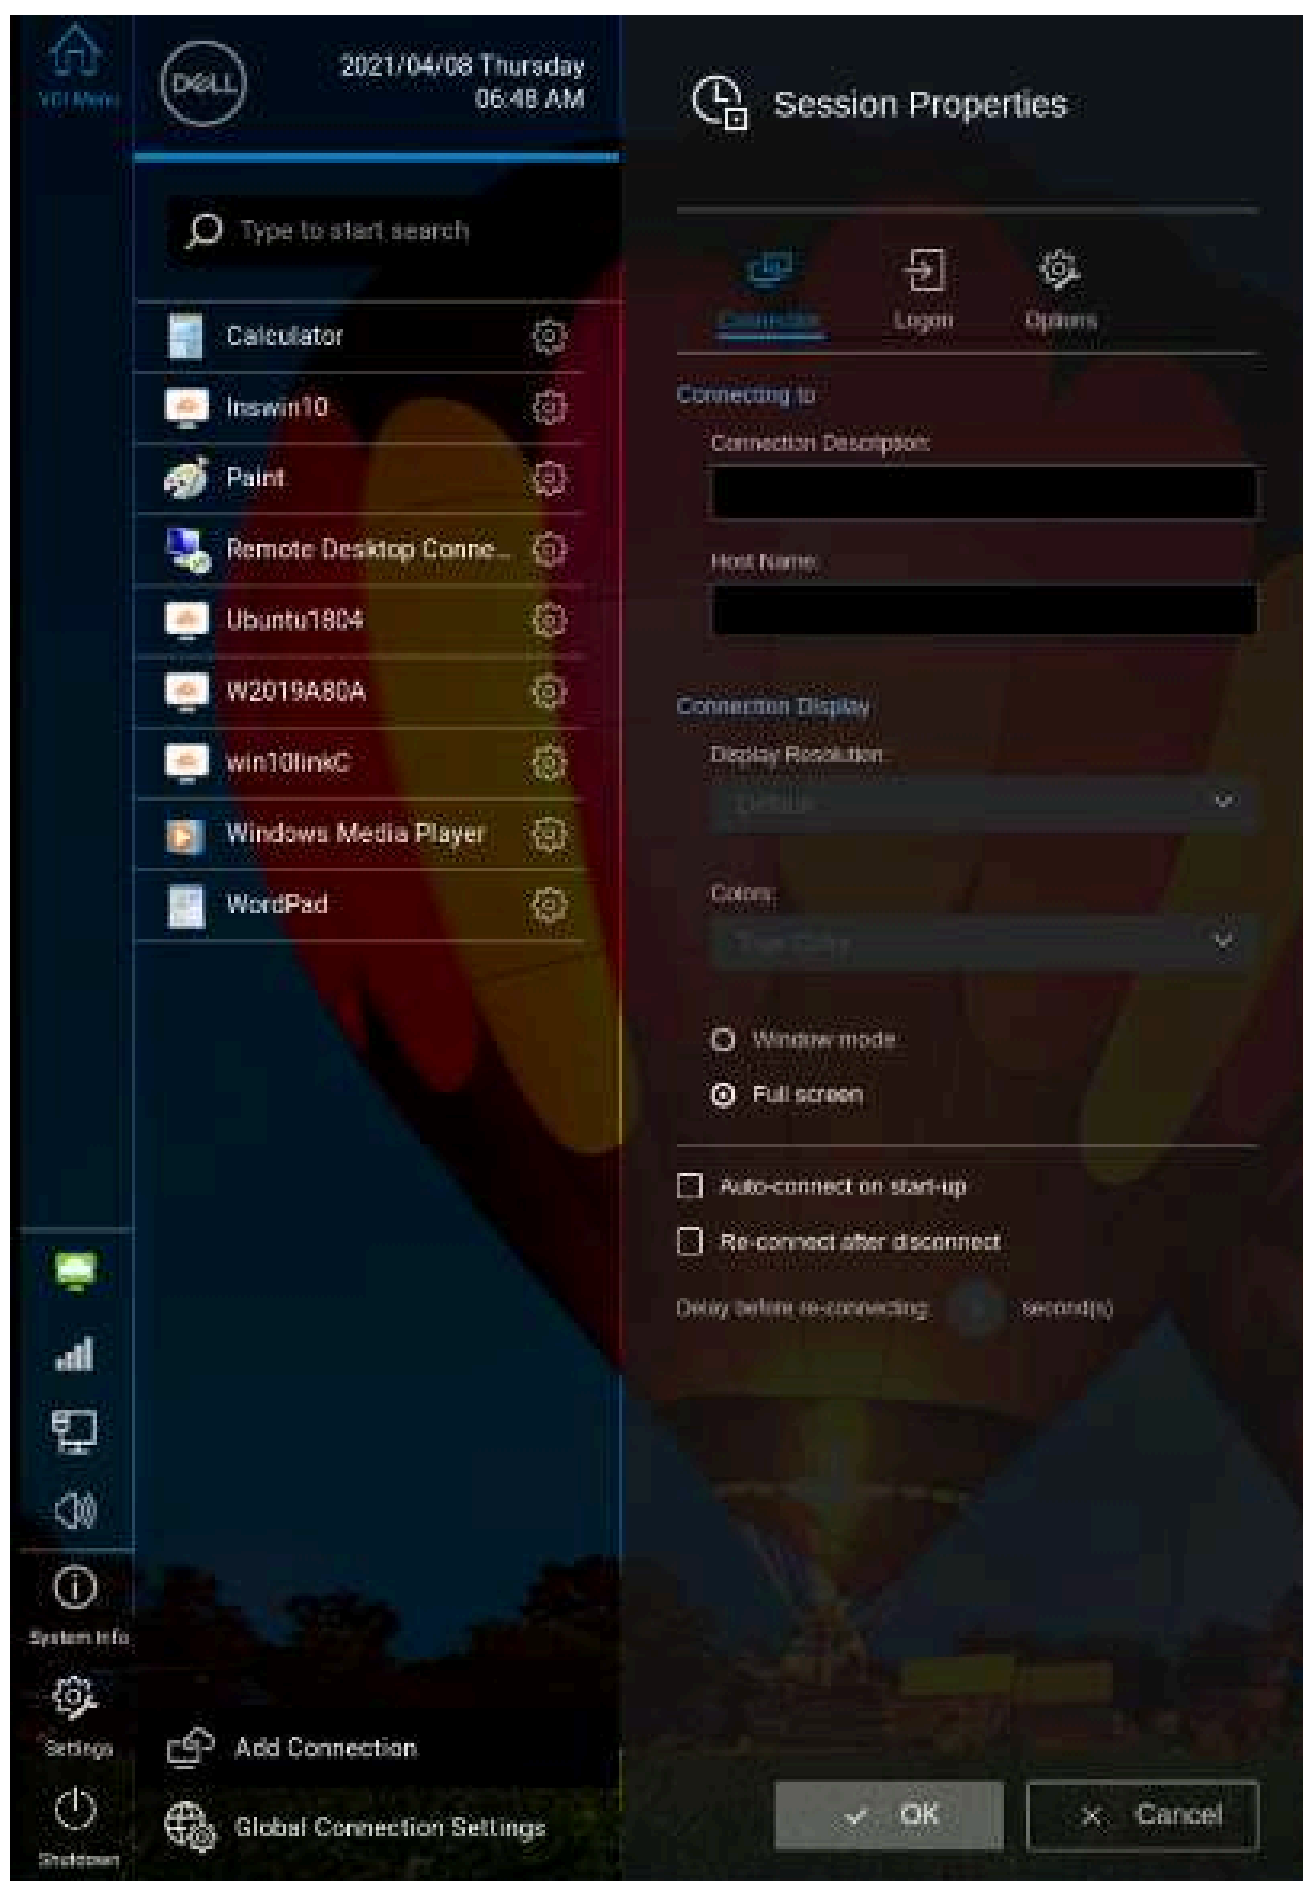 VDI Menu
DELL
2021/04/08 Thursday
06:48 AM
Type to start search
Calculator
Inswin10
Paint
Remote Desktop Conne...
Ubuntu1804
W2019A80A
win10linkC
Windows Media Player
WordPad
Add Connection
Global Connection Settings
System Info
Settings
Shutdown
Session Properties
Connection
Logon
Options
Connecting to
Connection Description:
Host Name:
Connection Display
Display Resolution:
Default
Colors:
True Color
Window mode
Full screen
Auto-connect on start-up
Re-connect after disconnect
Delay before re-connecting: second(s)
OK
Cancel